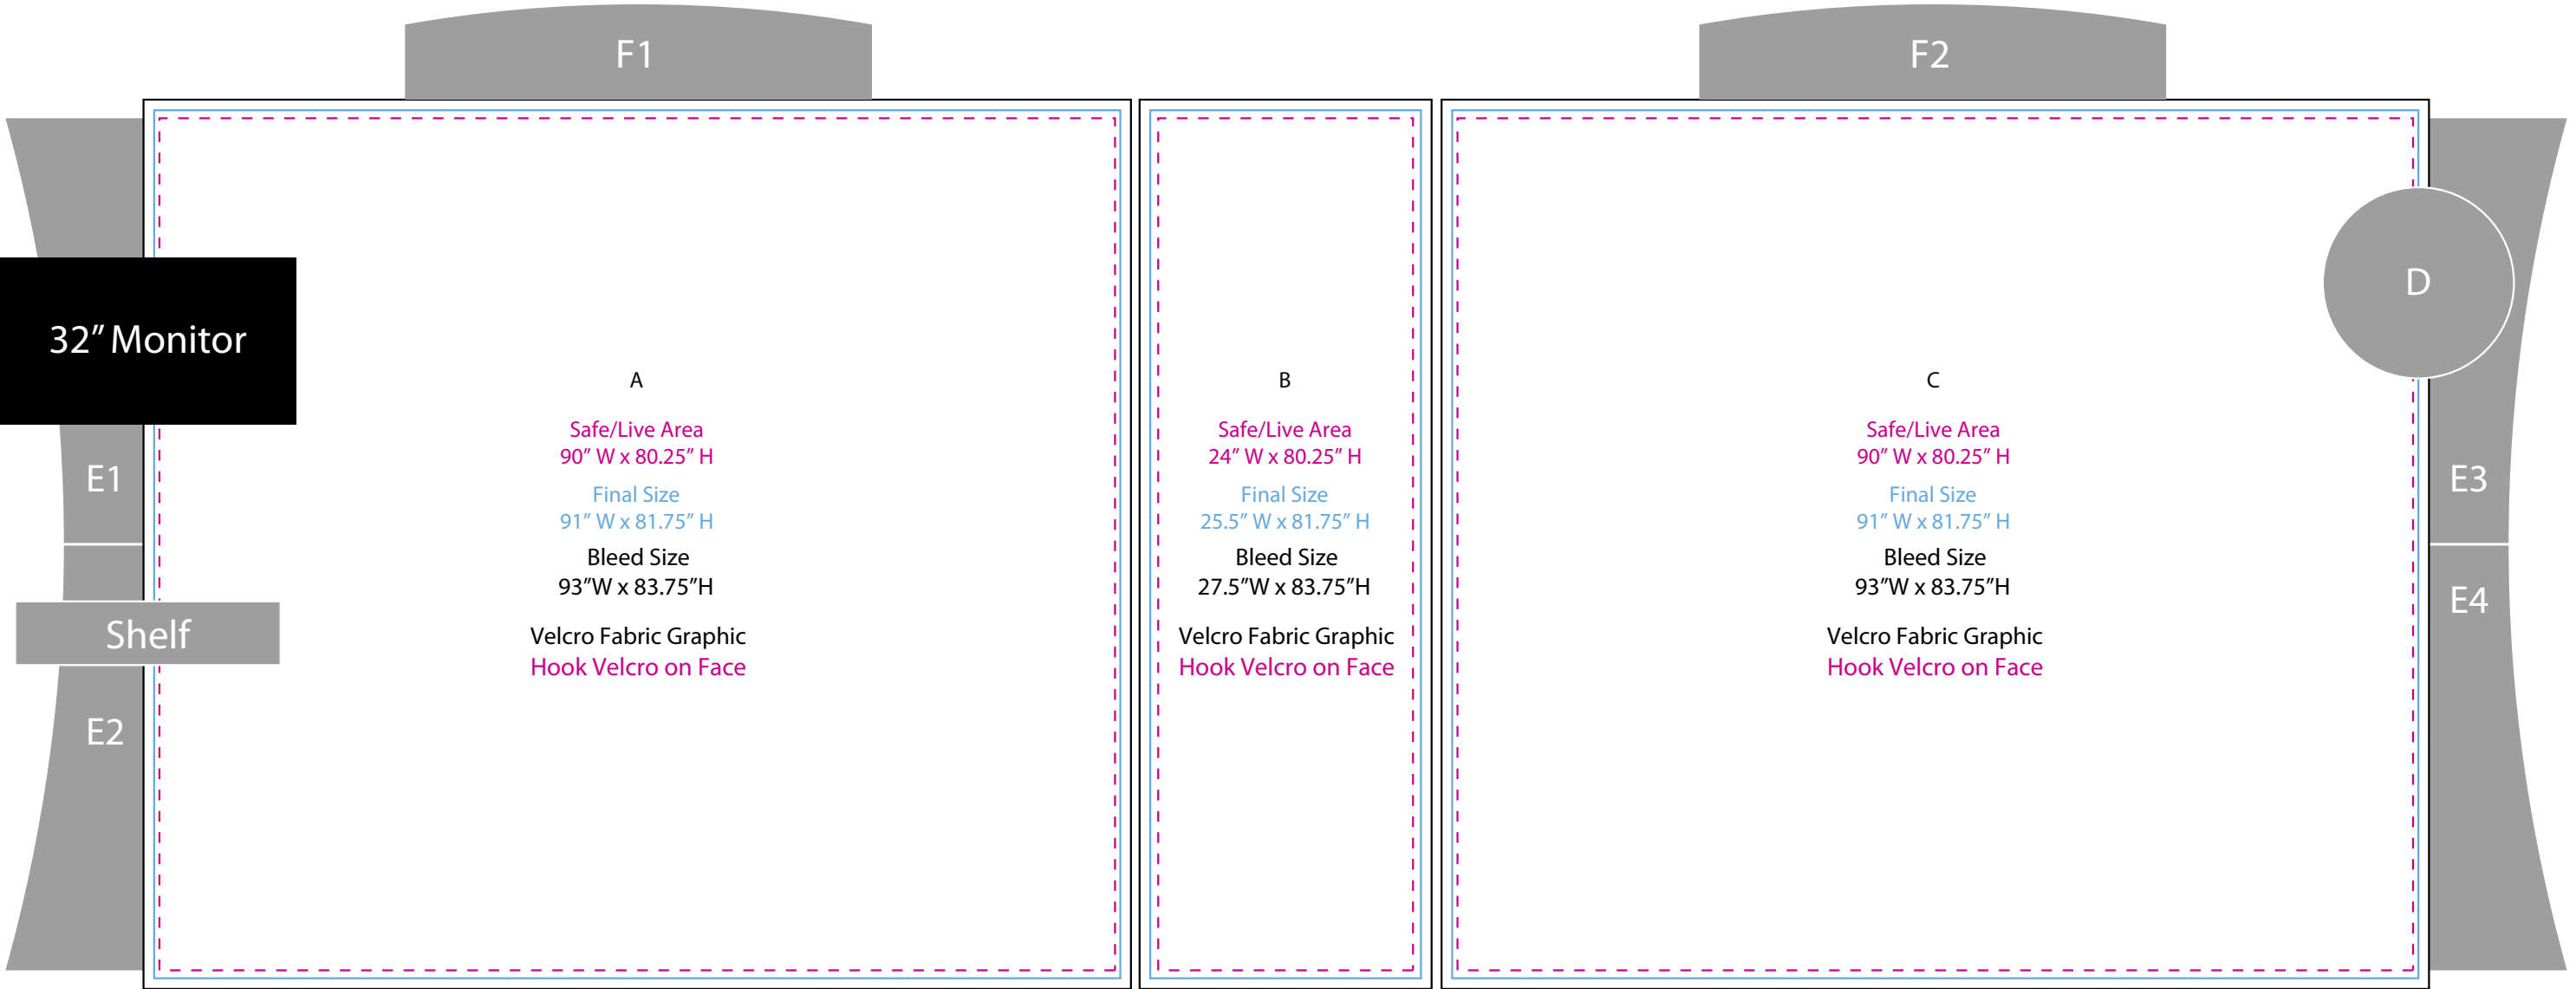 F1
F2
32” Monitor
E1
Shelf
E2
A
Safe/Live Area
90” W x 80.25” H
Final Size
91” W x 81.75” H
Bleed Size
93”W x 83.75”H
Velcro Fabric Graphic
Hook Velcro on Face
B
Safe/Live Area
24” W x 80.25” H
Final Size
25.5” W x 81.75” H
Bleed Size
27.5”W x 83.75”H
Velcro Fabric Graphic
Hook Velcro on Face
C
Safe/Live Area
90” W x 80.25” H
Final Size
91” W x 81.75” H
Bleed Size
93”W x 83.75”H
Velcro Fabric Graphic
Hook Velcro on Face
D
E3
E4